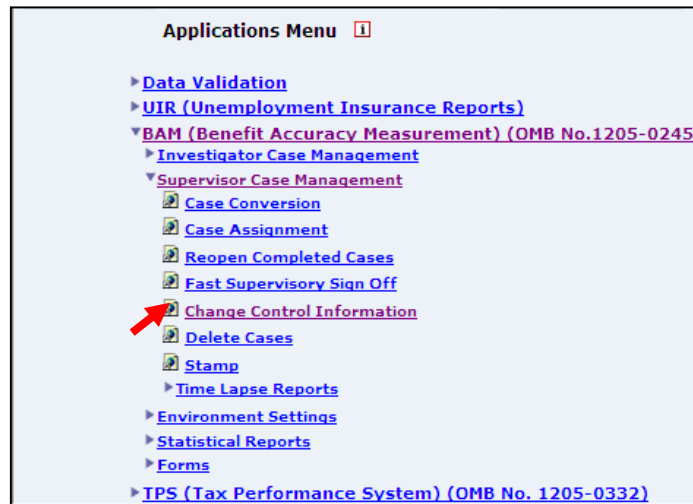 Applications Menu i
Data Validation
UIR (Unemployment Insurance Reports)
BAM (Benefit Accuracy Measurement) (OMB No.1205-0245
Investigator Case Management
Supervisor Case Management
Case Conversion
Case Assignment
Reopen Completed Cases
Fast Supervisory Sign Off
Change Control Information
Delete Cases
Stamp
Time Lapse Reports
Environment Settings
Statistical Reports
Forms
TPS (Tax Performance System) (OMB No. 1205-0332)